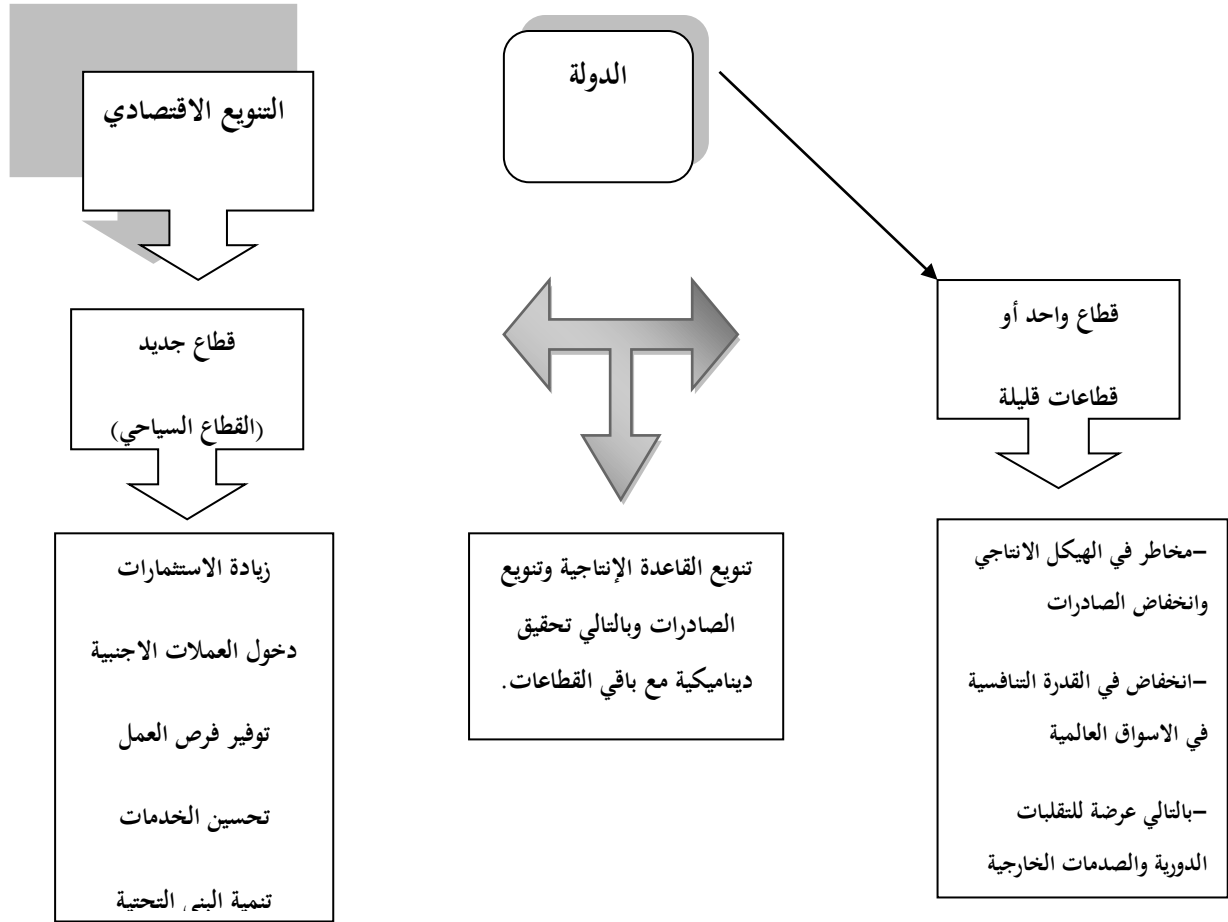 الدولة
التنويع الاقتصادي
قطاع واحد أو
قطاعات قليلة
قطاع جديد
(القطاع السياحي)
–مخاطر في الهيكل الانتاجي
وانخفاض الصادرات
–انخفاض في القدرة التنافسية
في الاسواق العالمية
–بالتالي عرضة للتقلبات
الدورية والصدمات الخارجية
تنويع القاعدة الإنتاجية وتنويع
الصادرات وبالتالي تحقيق
ديناميكية مع باقي القطاعات.
زيادة الاستثمارات
دخول العملات الاجنبية
توفير فرص العمل
تحسين الخدمات
تنمية البنى التحتية